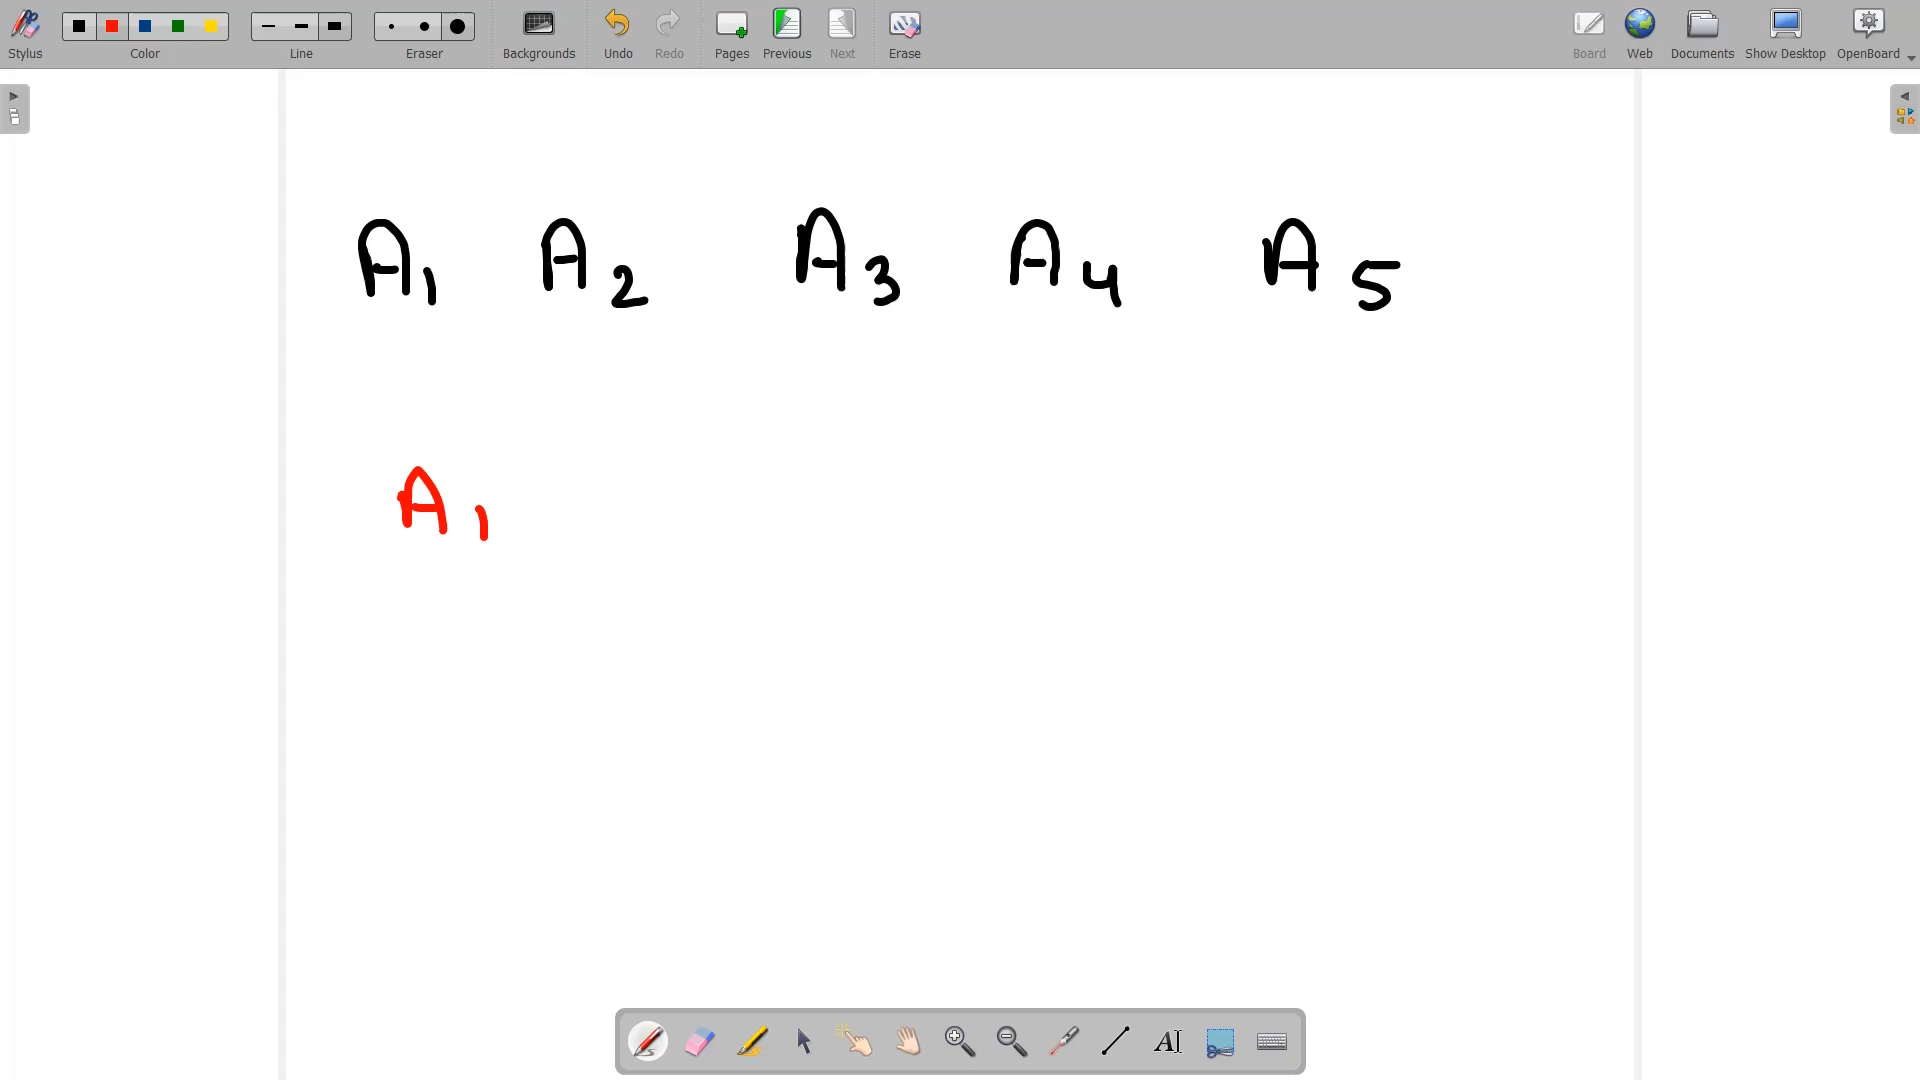 Stylus Color Line Eraser Backgrounds Undo Redo Pages Previous Next Erase Board Web Documents Show Desktop OpenBoard
A₁ A₂ A₃ A₄ A₅
A₁